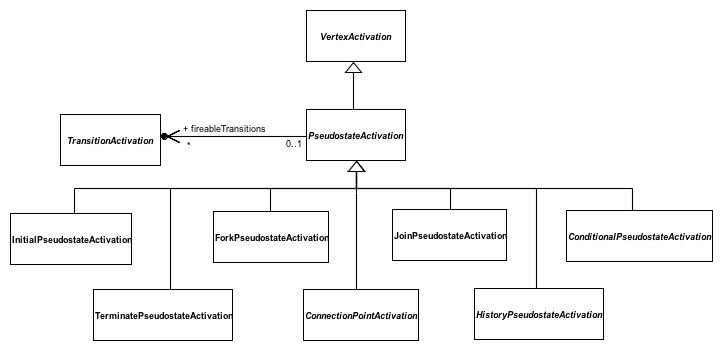 VertexActivation
+ fireableTransitions
TransitionActivation
*
0..1
PseudostateActivation
InitialPseudostateActivation
ForkPseudostateActivation
JoinPseudostateActivation
ConditionalPseudostateActivation
TerminatePseudostateActivation
ConnectionPointActivation
HistoryPseudostateActivation